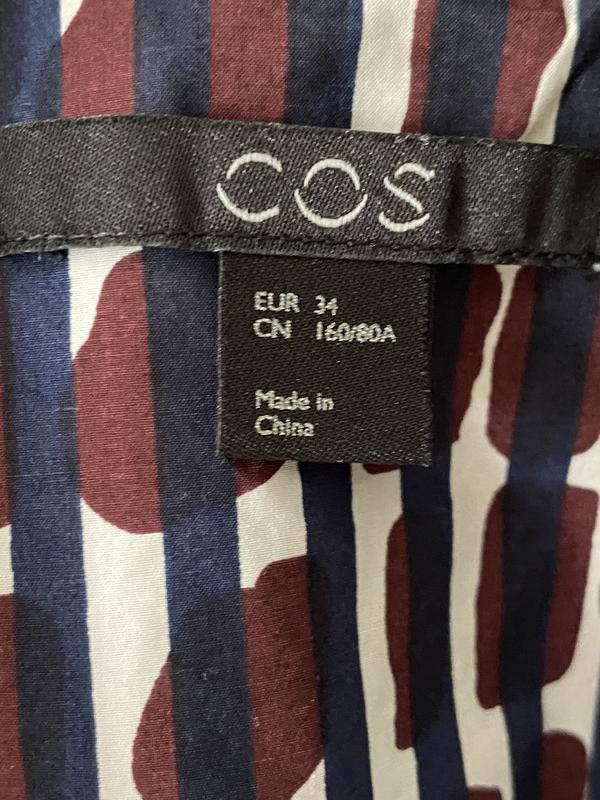 COS
EUR 34
CN 160/80A
Made in
China